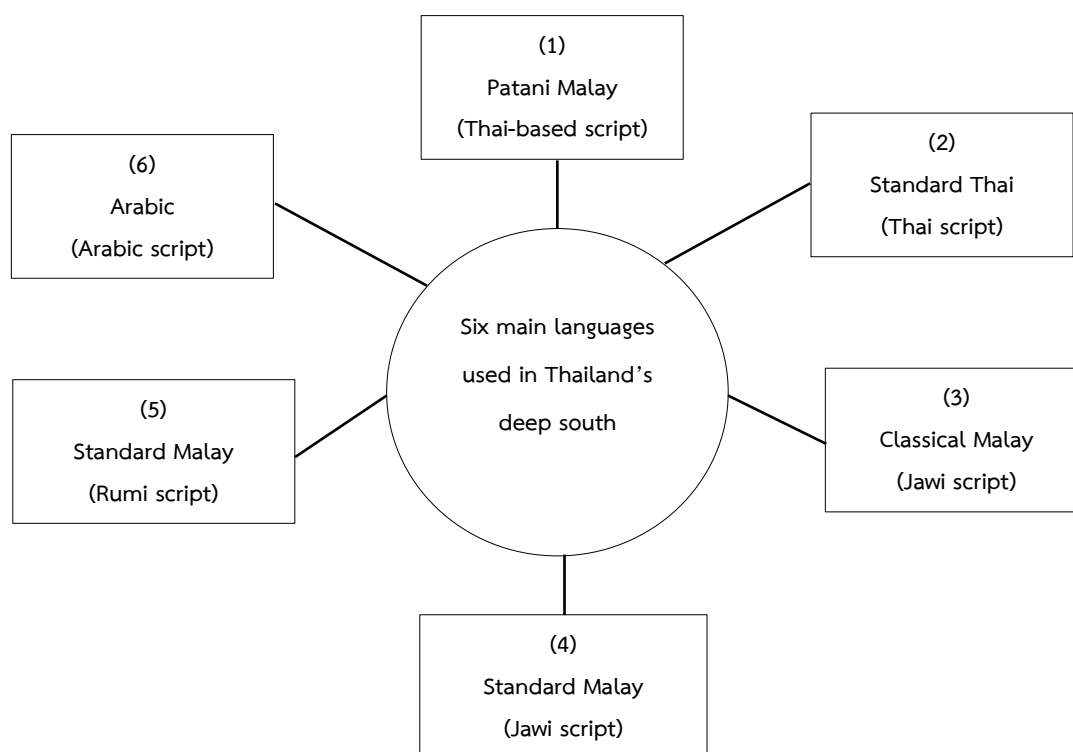 (1)
Patani Malay
(Thai-based script)
(2)
Standard Thai
(Thai script)
(6)
Arabic
(Arabic script)
Six main languages
used in Thailand’s
deep south
(3)
Classical Malay
(Jawi script)
(5)
Standard Malay
(Rumi script)
(4)
Standard Malay
(Jawi script)